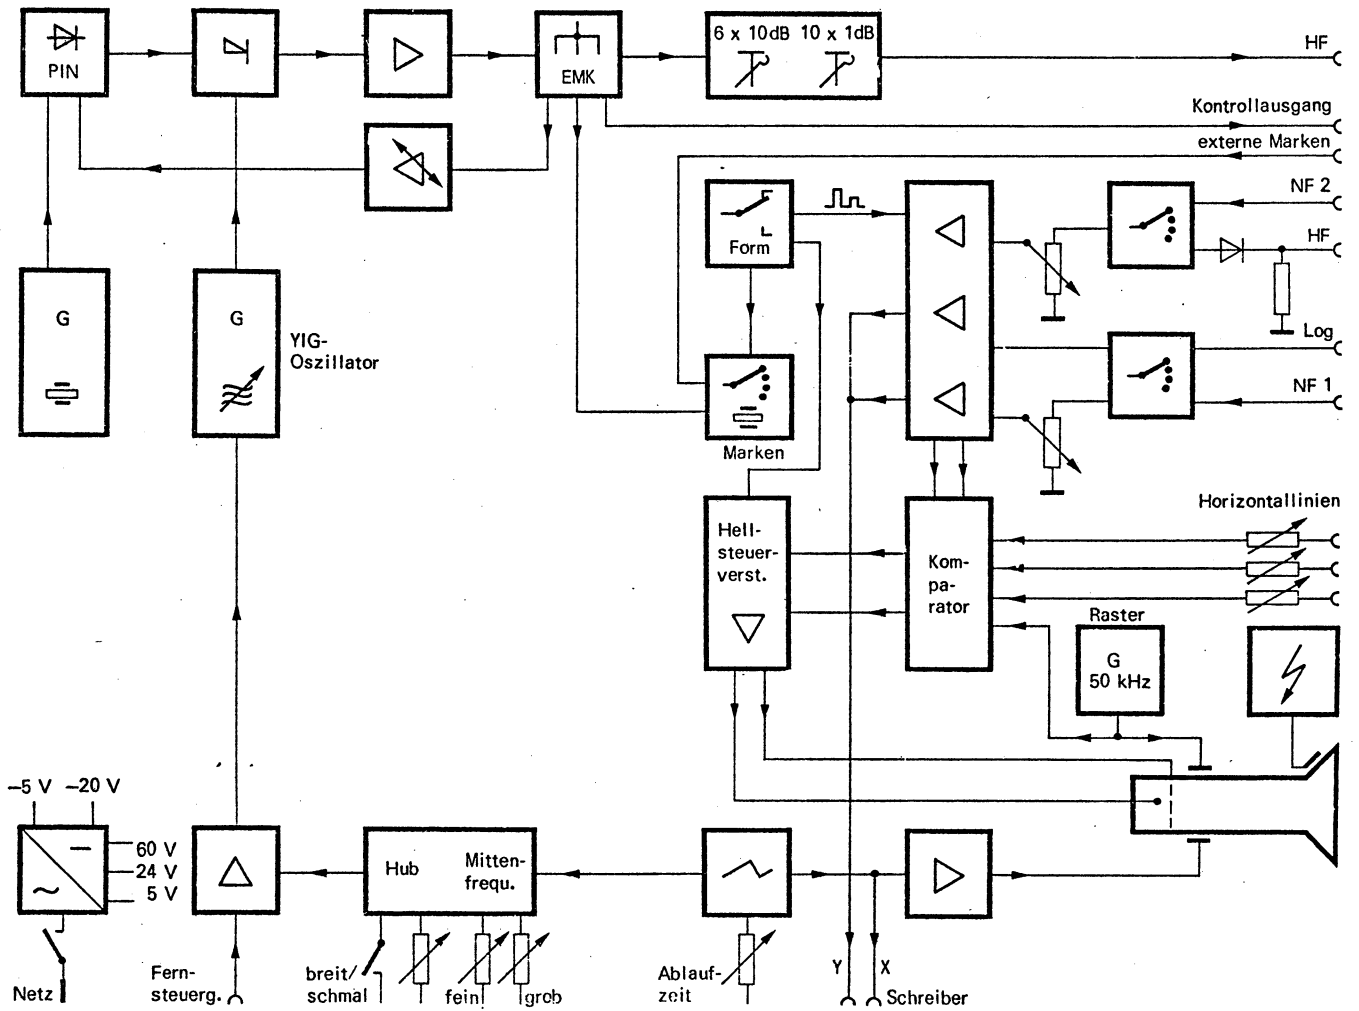 PIN
EMK
6 x 10dB 10 x 1dB
HF
Kontrollausgang
externe Marken
NF 2
HF
Form
G
G
YIG-
Oszillator
Log
NF 1
Marken
Horizontallinien
Hell-
steuer-
verst.
Kom-
pa-
rator
Raster
G
50 kHz
–5 V –20 V
60 V
24 V
5 V
Hub
Mitten-
frequ.
Netz
Fern-
steuerg.
breit/
schmal
fein
grob
Ablauf-
zeit
Y
X
Schreiber